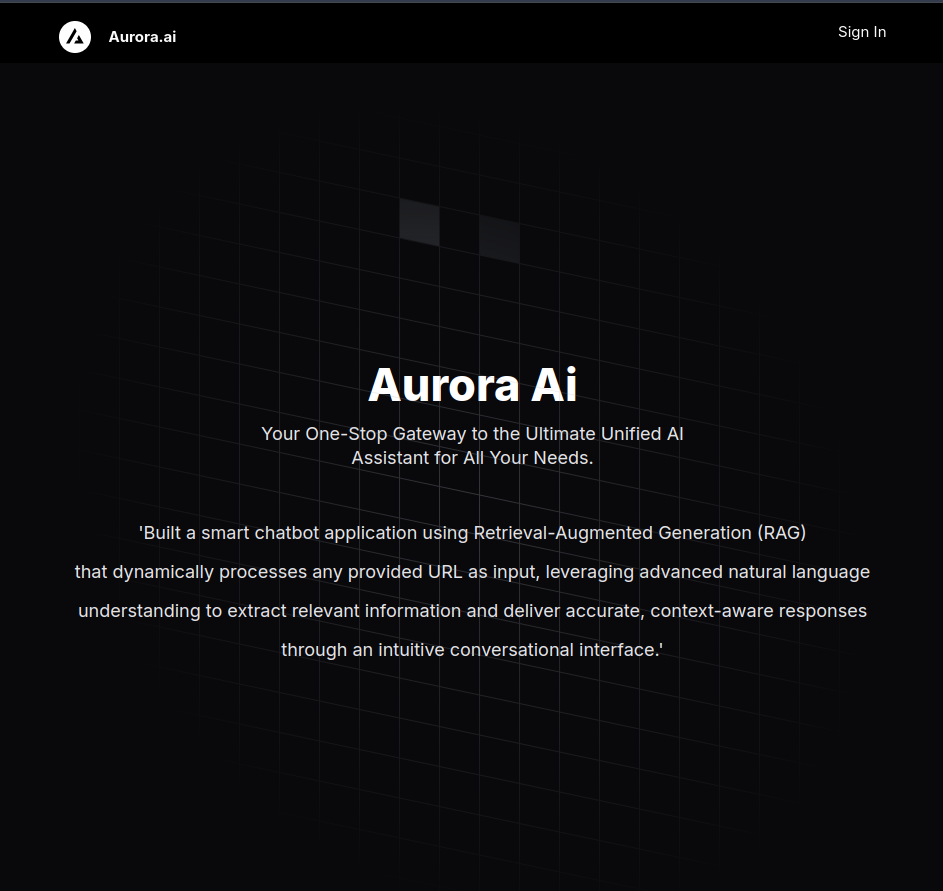 Aurora.ai
Sign In
Aurora Ai
Your One-Stop Gateway to the Ultimate Unified AI
Assistant for All Your Needs.
'Built a smart chatbot application using Retrieval-Augmented Generation (RAG)
that dynamically processes any provided URL as input, leveraging advanced natural language
understanding to extract relevant information and deliver accurate, context-aware responses
through an intuitive conversational interface.'